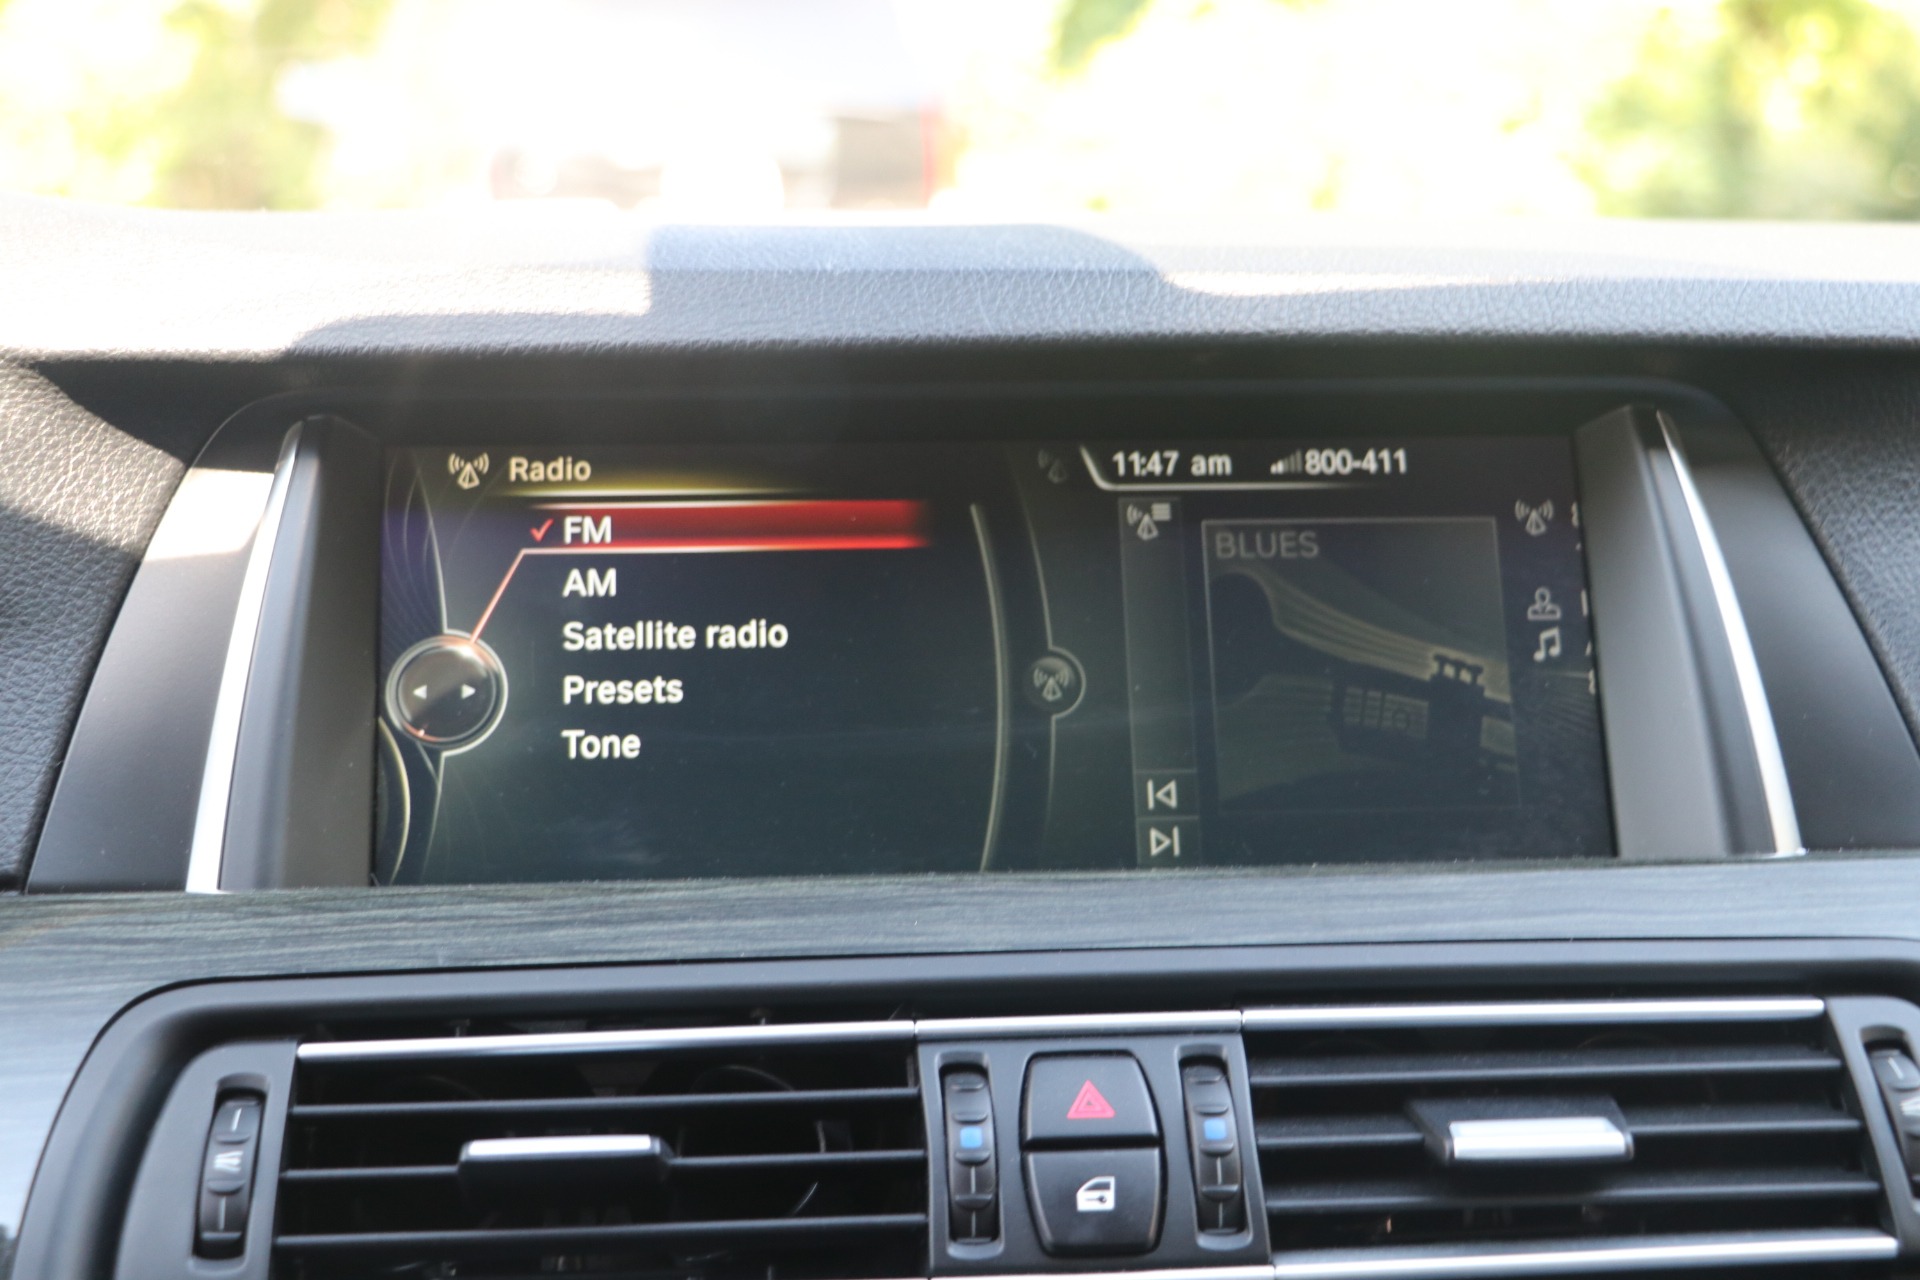 Radio
11:47 am 800-411
FM
AM
Satellite radio
Presets
Tone
BLUES